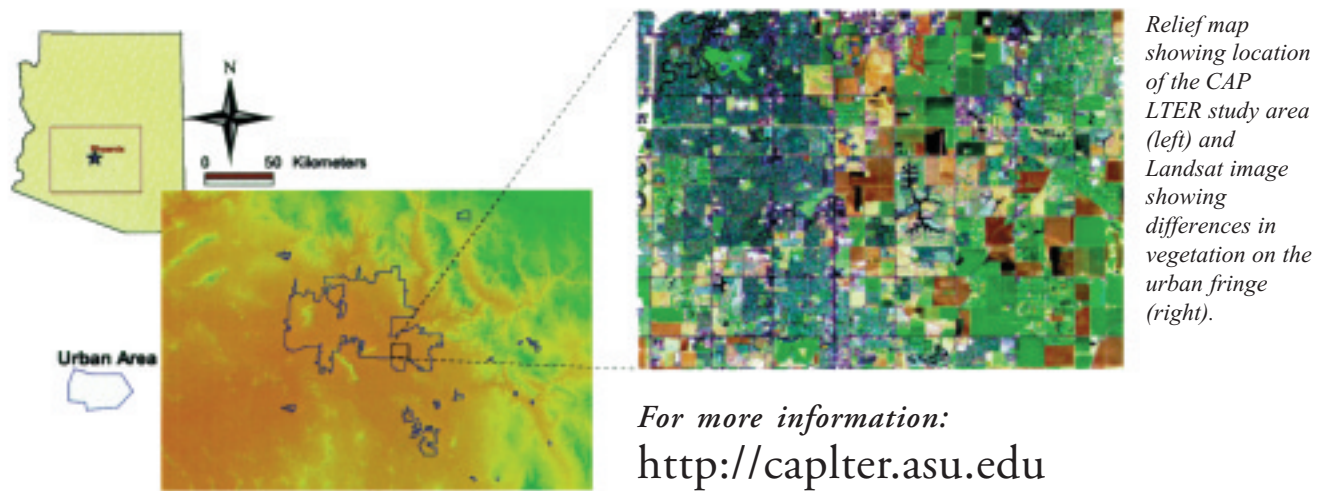 N
Phoenix
0 50 Kilometers
Urban Area
Relief map
showing location
of the CAP
LTER study area
(left) and
Landsat image
showing
differences in
vegetation on the
urban fringe
(right).
For more information:
http://caplter.asu.edu